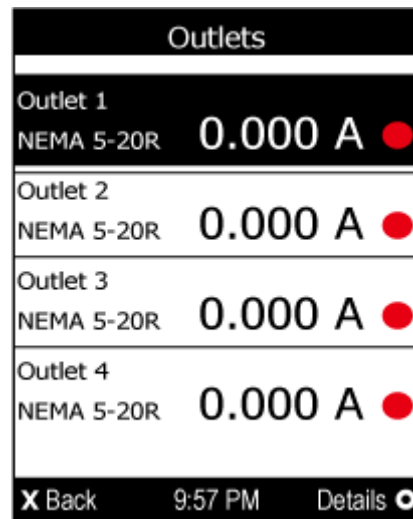 Outlets
Outlet 1
NEMA 5-20R 0.000 A
Outlet 2
NEMA 5-20R 0.000 A
Outlet 3
NEMA 5-20R 0.000 A
Outlet 4
NEMA 5-20R 0.000 A
X Back 9:57 PM Details O